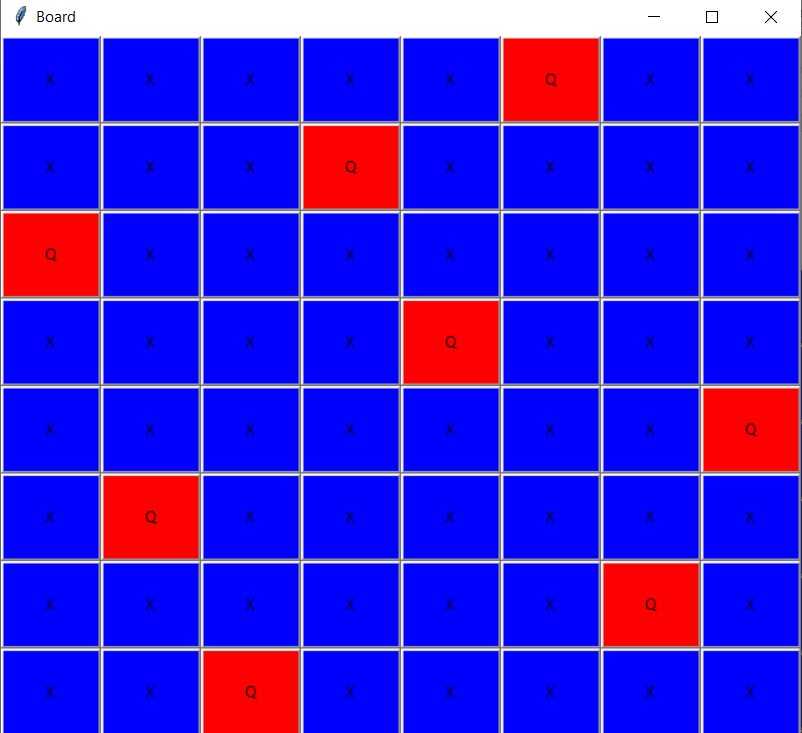 Board
X X X X X Q X X
X X X Q X X X X
Q X X X X X X X
X X X X Q X X X
X X X X X X X Q
X Q X X X X X X
X X X X X X Q X
X X Q X X X X X